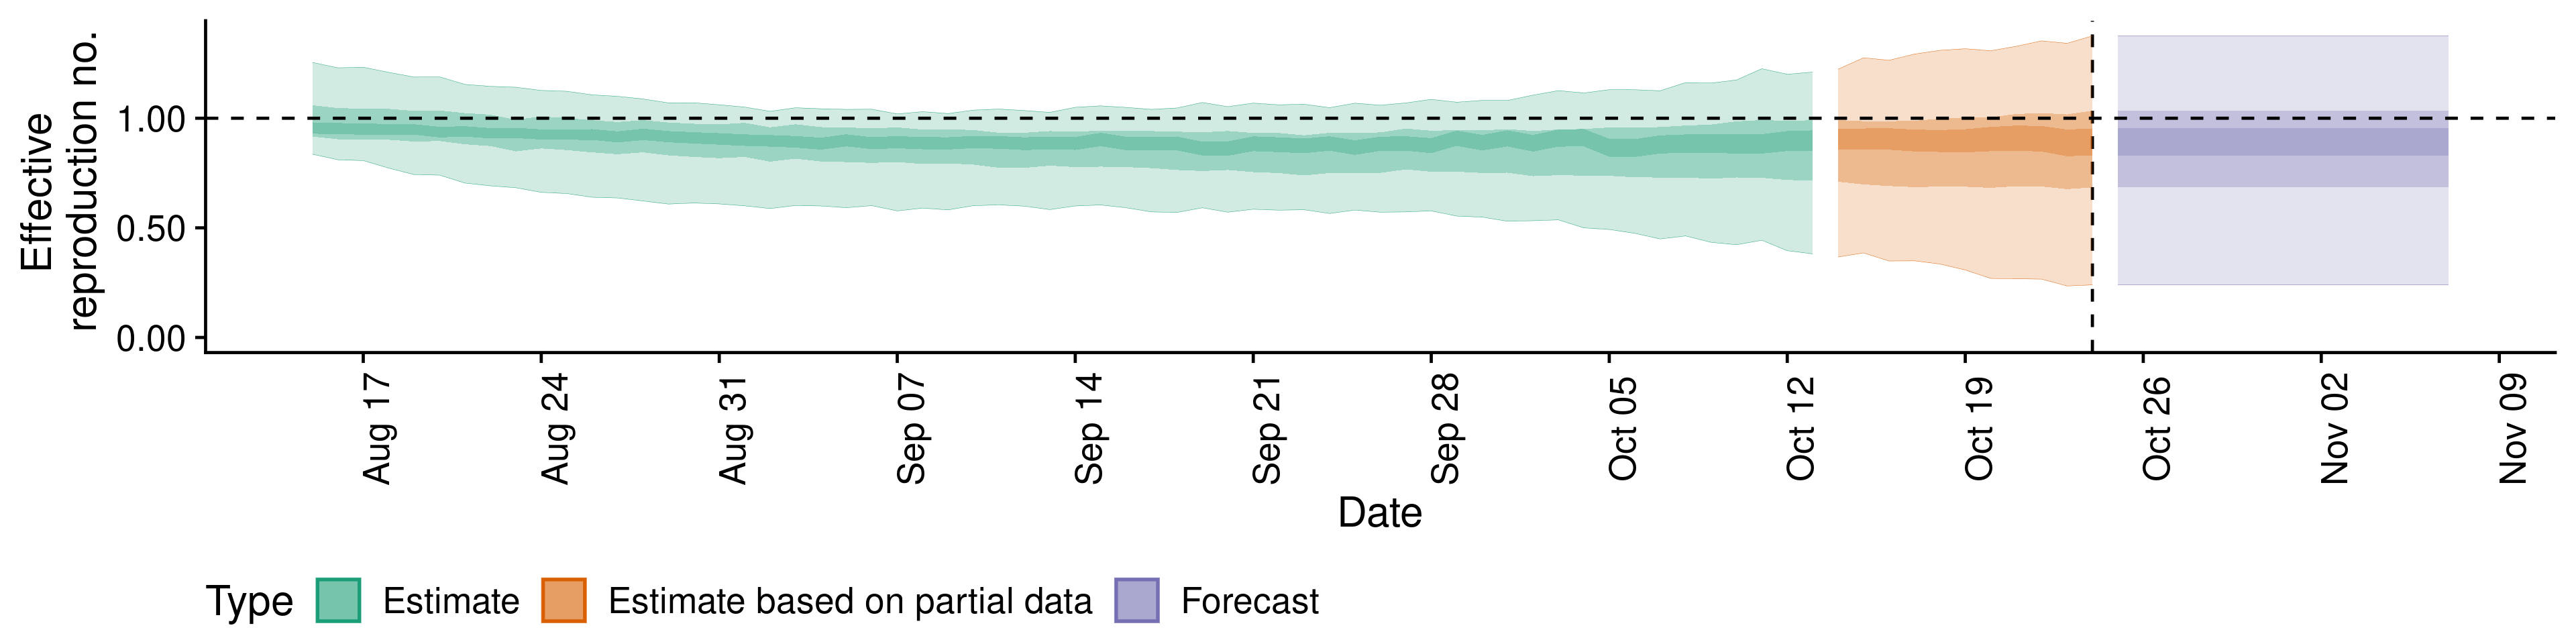 Effective
reproduction no.
1.00
0.50
0.00
Aug 17
Aug 24
Aug 31
Sep 07
Sep 14
Sep 21
Sep 28
Oct 05
Oct 12
Oct 19
Oct 26
Nov 02
Nov 09
Date
Type Estimate Estimate based on partial data Forecast